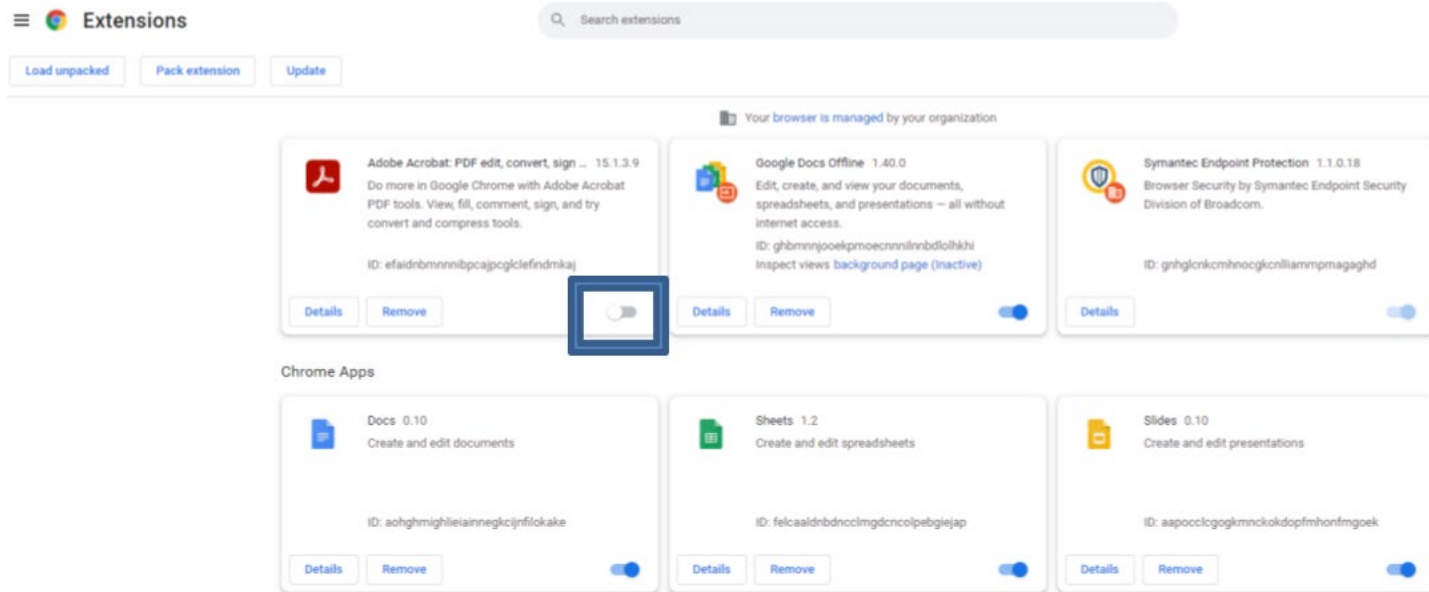 Extensions
Search extensions
Load unpacked
Pack extension
Update
Your browser is managed by your organization
Adobe Acrobat: PDF edit, convert, sign ... 15.1.3.9
Do more in Google Chrome with Adobe Acrobat
PDF tools. View, fill, comment, sign, and try
convert and compress tools.
ID: efaidnbmnnnibpcajpcglclefindmkaj
Details
Remove
Google Docs Offline 1.40.0
Edit, create, and view your documents,
spreadsheets, and presentations — all without
internet access.
ID: ghbmnnjooekpmoecnnnilnnbdlolhkhi
Inspect views background page (Inactive)
Details
Remove
Symantec Endpoint Protection 1.1.0.18
Browser Security by Symantec Endpoint Security
Division of Broadcom.
ID: gnhglcnkcmhnocgkcnlliammpmagaghd
Details
Chrome Apps
Docs 0.10
Create and edit documents
ID: aohghmighlieiainnegkcijnfilokake
Details
Remove
Sheets 1.2
Create and edit spreadsheets
ID: felcaaldnbdncclmgdcncolpebgiejap
Details
Remove
Slides 0.10
Create and edit presentations
ID: aapocclcgogkmnckokdopfmhonfmgoek
Details
Remove